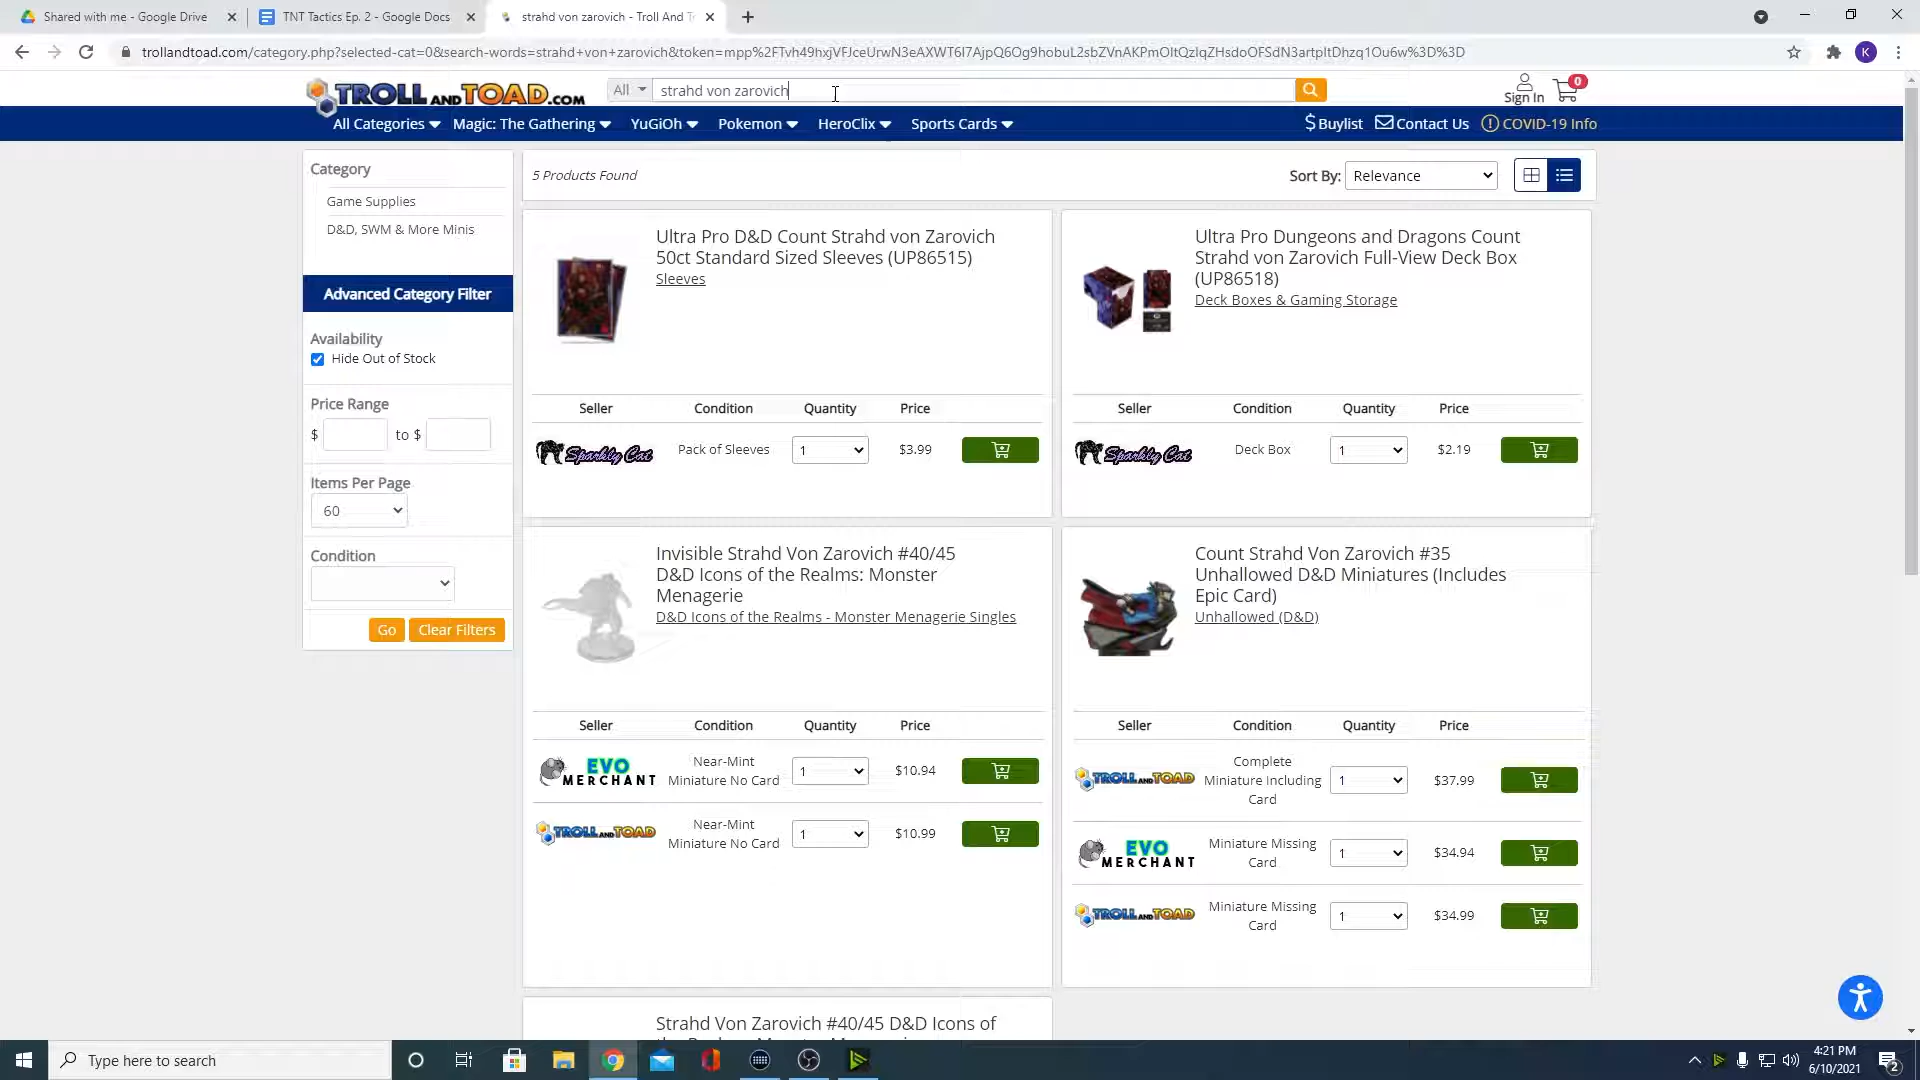 Shared with me - Google Drive
TNT Tactics Ep. 2 - Google Docs
strahd von zarovich - Troll And T
trollandtoad.com/category.php?selected-cat=0&search-words=strahd+von+zarovich&token=
TROLL AND TOAD.COM
All
strahd von zarovich
Sign In
0
All Categories
Magic: The Gathering
YuGiOh
Pokemon
HeroClix
Sports Cards
Buylist
Contact Us
COVID-19 Info
Category
Game Supplies
D&D, SWM & More Minis
Advanced Category Filter
Availability
Hide Out of Stock
Price Range
$ to $
Items Per Page
60
Condition
Go
Clear Filters
5 Products Found
Sort By: Relevance
Ultra Pro D&D Count Strahd von Zarovich
50ct Standard Sized Sleeves (UP86515)
Sleeves
Seller Condition Quantity Price
Sparkly Cat Pack of Sleeves 1 $3.99
Ultra Pro Dungeons and Dragons Count
Strahd von Zarovich Full-View Deck Box
(UP86518)
Deck Boxes & Gaming Storage
Seller Condition Quantity Price
Sparkly Cat Deck Box 1 $2.19
Invisible Strahd Von Zarovich #40/45
D&D Icons of the Realms: Monster
Menagerie
D&D Icons of the Realms - Monster Menagerie Singles
Seller Condition Quantity Price
EVO MERCHANT Near-Mint Miniature No Card 1 $10.94
TROLL AND TOAD Near-Mint Miniature No Card 1 $10.99
Count Strahd Von Zarovich #35
Unhallowed D&D Miniatures (Includes
Epic Card)
Unhallowed (D&D)
Seller Condition Quantity Price
TROLL AND TOAD Complete Miniature Including Card 1 $37.99
EVO MERCHANT Miniature Missing Card 1 $34.94
TROLL AND TOAD Miniature Missing Card 1 $34.99
Strahd Von Zarovich #40/45 D&D Icons of
Type here to search
4:21 PM
6/10/2021
2
K